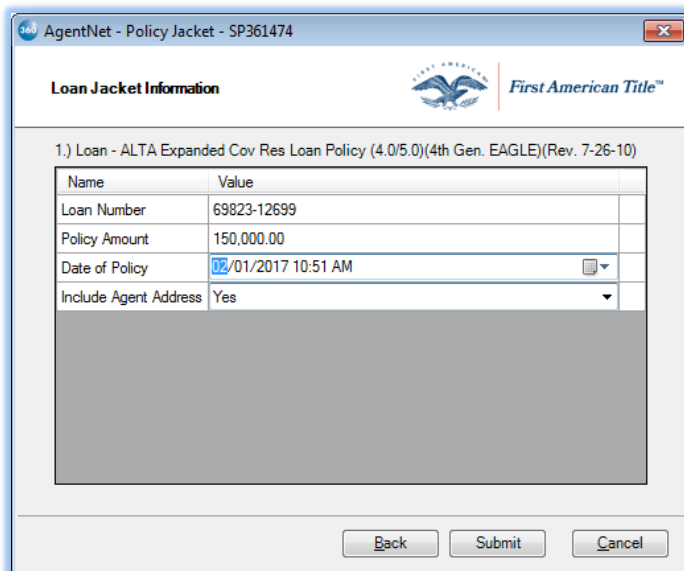 360 AgentNet - Policy Jacket - SP361474
Loan Jacket Information
FIRST AMERICAN
First American Title™
1.) Loan - ALTA Expanded Cov Res Loan Policy (4.0/5.0)(4th Gen. EAGLE)(Rev. 7-26-10)
Name Value
Loan Number 69823-12699
Policy Amount 150,000.00
Date of Policy 02/01/2017 10:51 AM
Include Agent Address Yes
Back Submit Cancel